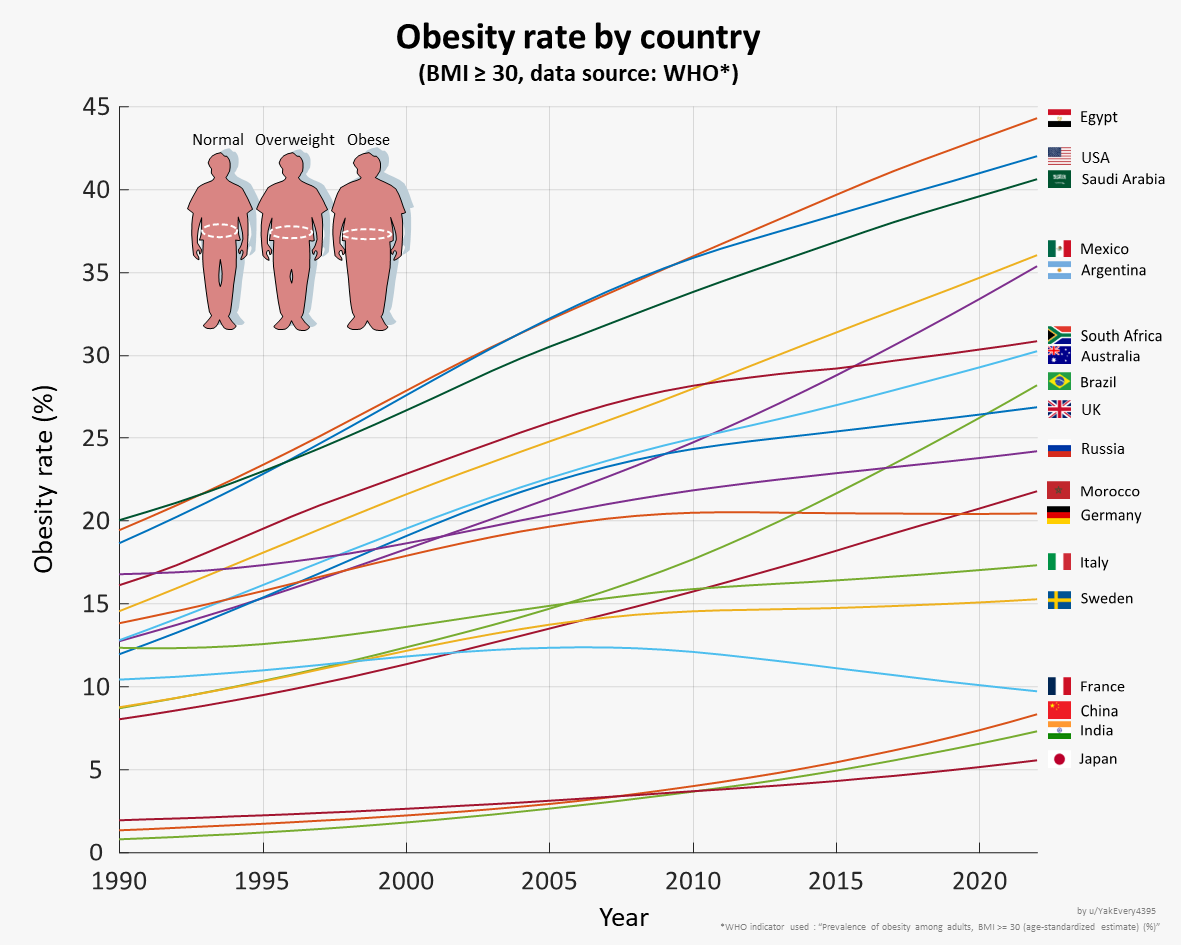 Obesity rate by country
(BMI ≥ 30, data source: WHO*)
Normal Overweight Obese
Obesity rate (%)
45
40
35
30
25
20
15
10
5
0
1990 1995 2000 2005 2010 2015 2020
Year
Egypt
USA
Saudi Arabia
Mexico
Argentina
South Africa
Australia
Brazil
UK
Russia
Morocco
Germany
Italy
Sweden
France
China
India
Japan
by u/YakEvery4395
*WHO indicator used : "Prevalence of obesity among adults, BMI >= 30 (age-standardized estimate) (%)"